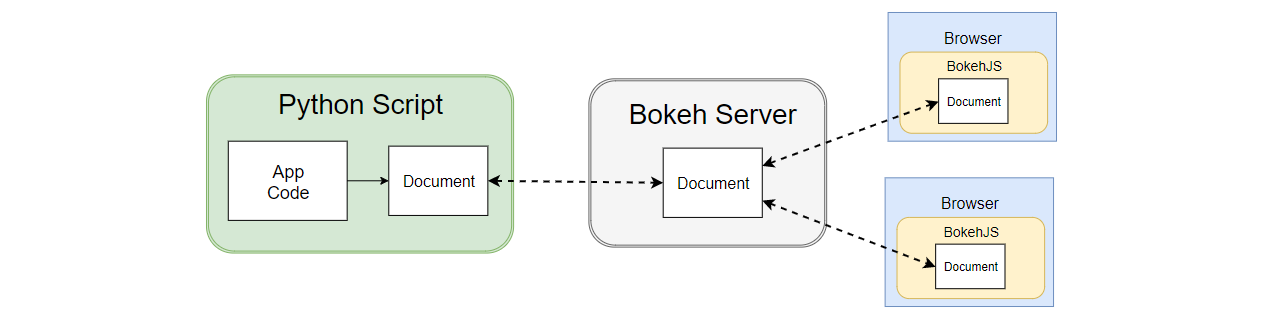 Python Script
App
Code
Document
Bokeh Server
Document
Browser
BokehJS
Document
Browser
BokehJS
Document